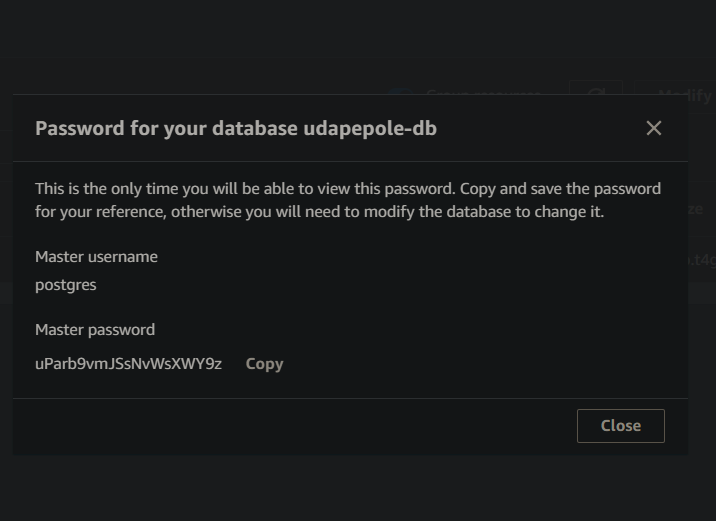 Modify
Password for your database udapepole-db
This is the only time you will be able to view this password. Copy and save the password
for your reference, otherwise you will need to modify the database to change it.
Master username
postgres
Master password
uParb9vmJSsNvWsXWY9z Copy
Close